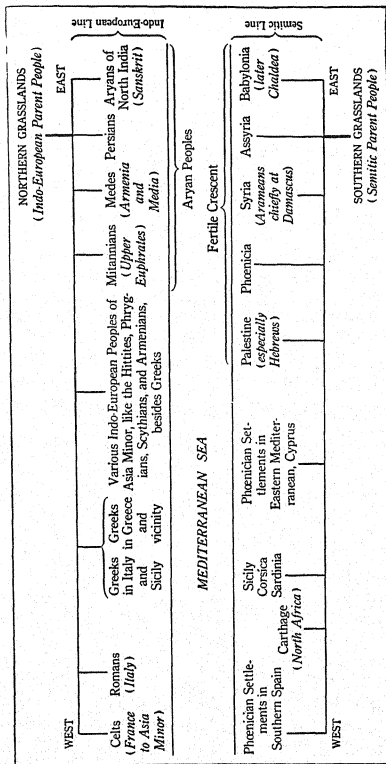 NORTHERN GRASSLANDS
(Indo-European Parent People)
WEST
EAST
Celts
(France
to Asia
Minor)
Romans
(Italy)
Greeks
in Italy
and
Sicily
Greeks
in Greece
and
vicinity
Various Indo-European Peoples of
Asia Minor, like the Hittites, Phryg-
ians, Scythians, and Armenians,
besides Greeks
Mitannians
(Upper
Euphrates)
Medes
(Armenia
and
Media)
Persians
Aryans of
North India
(Sanskrit)
Indo-European Line
Aryan Peoples
MEDITERRANEAN SEA
Fertile Crescent
Phœnician Settle-
ments in
Southern Spain
Carthage
(North Africa)
Sicily
Corsica
Sardinia
Phœnician Set-
tlements in
Eastern Mediter-
ranean, Cyprus
Palestine
(especially
Hebrews)
Phœnicia
Syria
(Arameans
chiefly at
Damascus)
Assyria
Babylonia
(later
Chaldea)
Semitic Line
WEST
EAST
SOUTHERN GRASSLANDS
(Semitic Parent People)